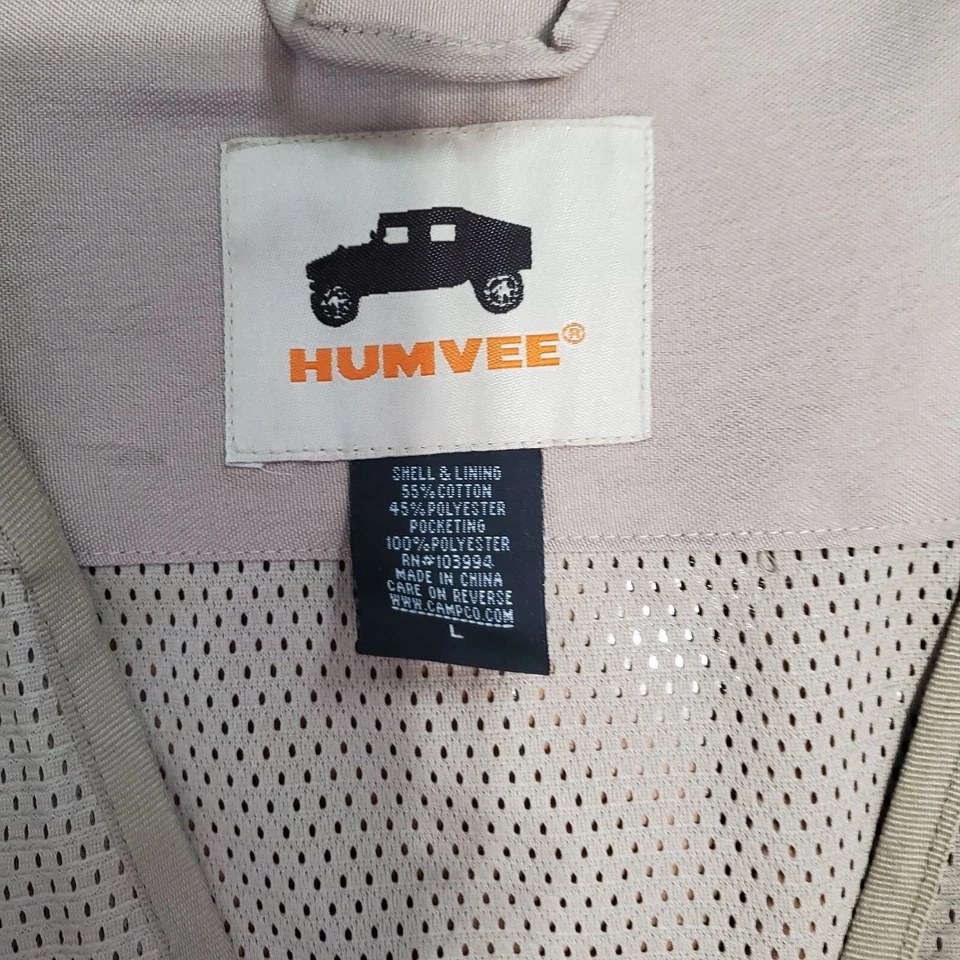 HUMVEE®
SHELL & LINING
55% COTTON
45% POLYESTER
POCKETING
100% POLYESTER
RN#103994
MADE IN CHINA
CARE ON REVERSE
WWW.CAMPCO.COM
L